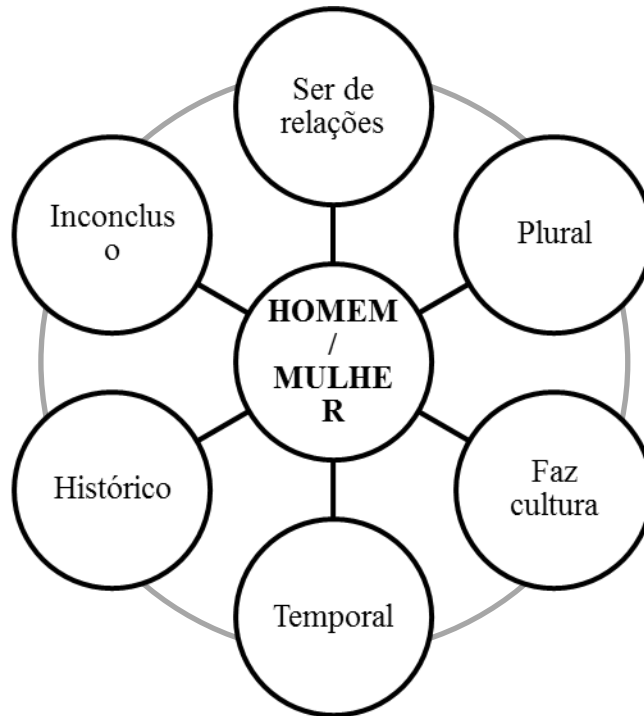 Ser de
relações
Plural
Faz
cultura
Temporal
Histórico
Inconclus
o
HOMEM
/
MULHE
R